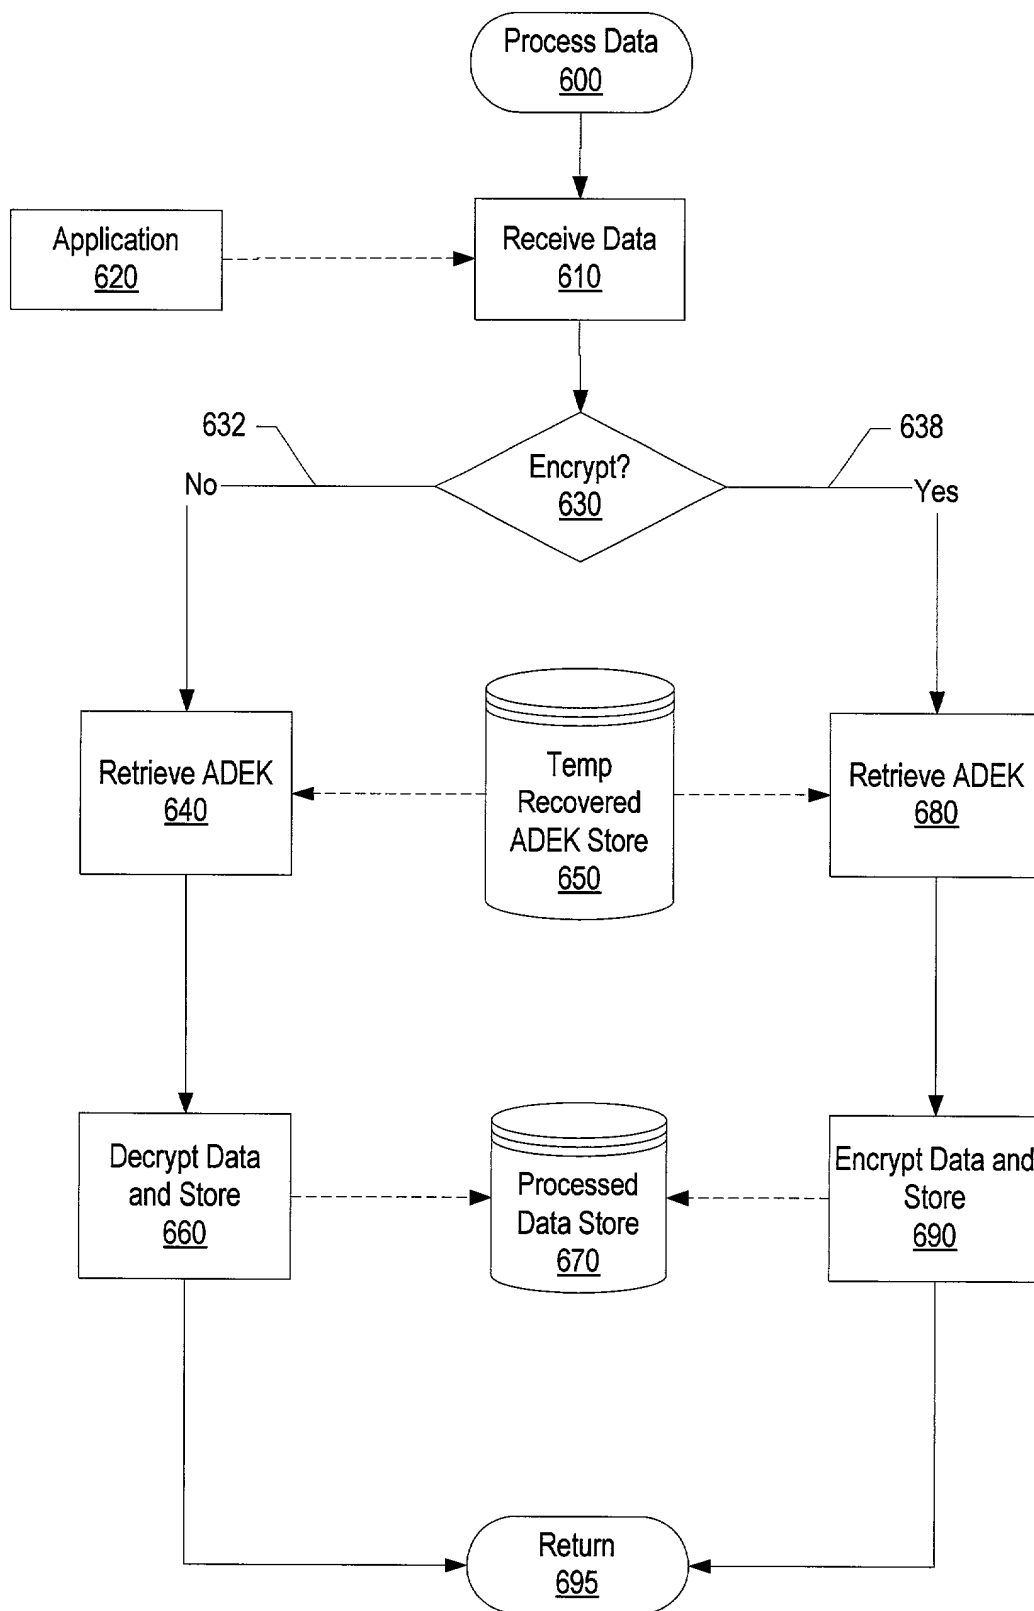 Process Data
600
Application
620
Receive Data
610
632
638
Encrypt?
630
No
Yes
Retrieve ADEK
640
Temp
Recovered
ADEK Store
650
Retrieve ADEK
680
Decrypt Data
and Store
660
Processed
Data Store
670
Encrypt Data and
Store
690
Return
695